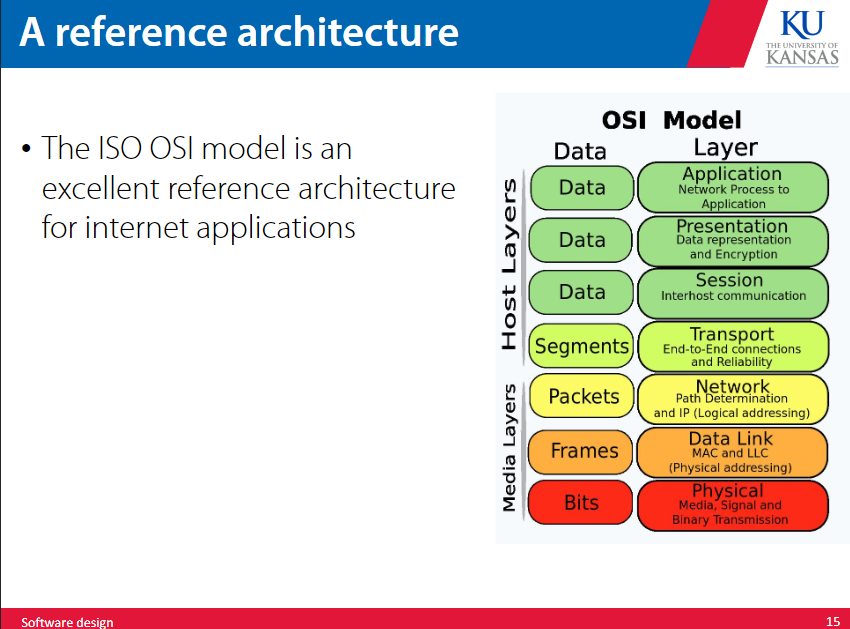 A reference architecture
KU
THE UNIVERSITY OF
KANSAS
• The ISO OSI model is an
excellent reference architecture
for internet applications
OSI Model
Data
Layer
Host Layers
Data
Application
Network Process to
Application
Data
Presentation
Data representation
and Encryption
Data
Session
Interhost communication
Segments
Transport
End-to-End connections
and Reliability
Media Layers
Packets
Network
Path Determination
and IP (Logical addressing)
Frames
Data Link
MAC and LLC
(Physical addressing)
Bits
Physical
Media, Signal and
Binary Transmission
Software design
15